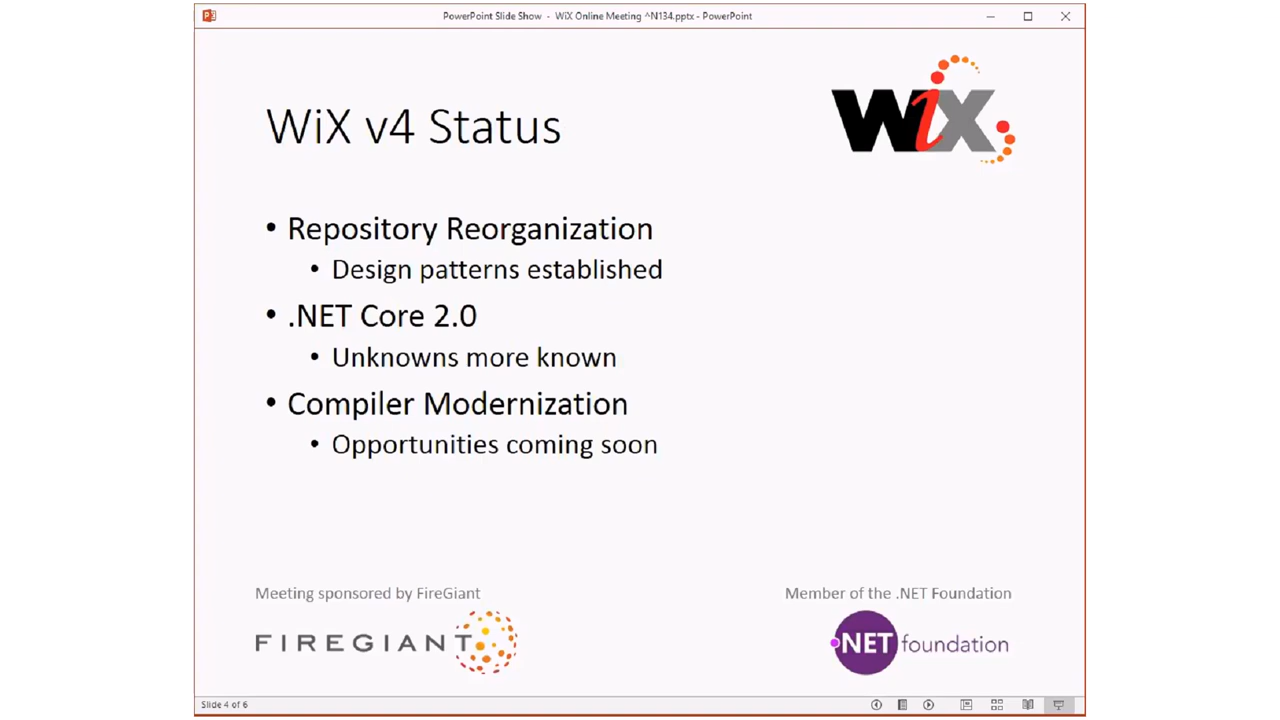 PowerPoint Slide Show - WiX Online Meeting ^N134.pptx - PowerPoint
WiX
WiX v4 Status
• Repository Reorganization
• Design patterns established
• .NET Core 2.0
• Unknowns more known
• Compiler Modernization
• Opportunities coming soon
Meeting sponsored by FireGiant
Member of the .NET Foundation
FIREGIANT
.NET foundation
Slide 4 of 6